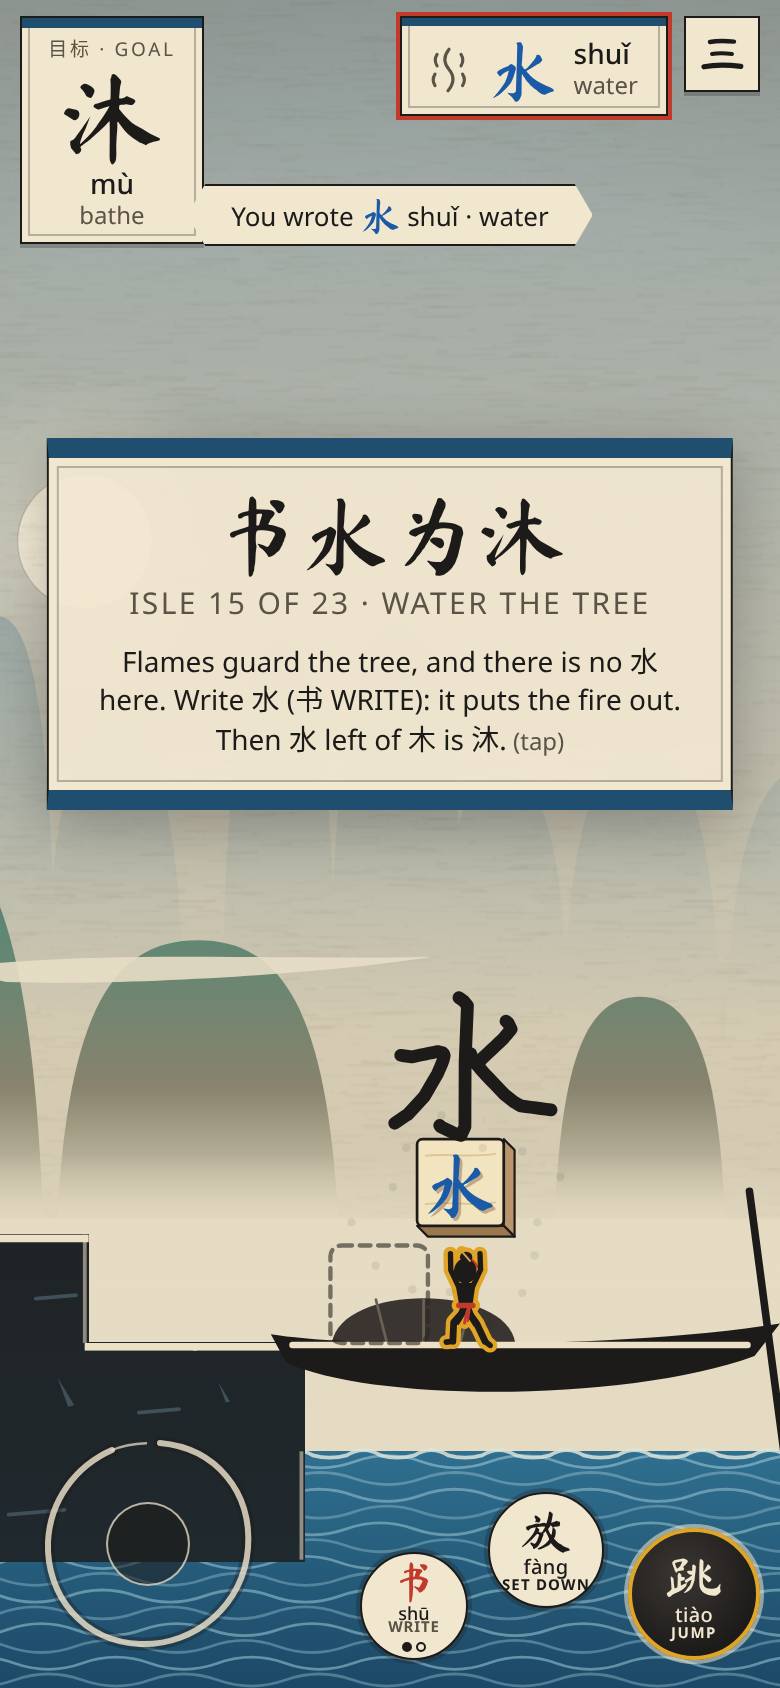 目标 · GOAL
沐
mù
bathe
水
shuǐ
water
三
You wrote 水 shuǐ · water
书水为沐
ISLE 15 OF 23 · WATER THE TREE
Flames guard the tree, and there is no 水
here. Write 水 (书 WRITE): it puts the fire out.
Then 水 left of 木 is 沐. (tap)
水
水
书
shū
WRITE
放
fàng
SET DOWN
跳
tiào
JUMP